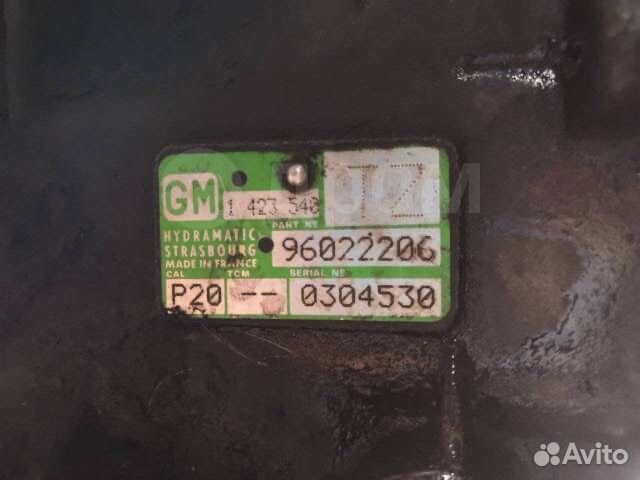 GM
1 423 540
TZ
PART Nº
HYDRAMATIC
STRASBOURG
96022206
MADE IN FRANCE
CAL TCM SERIAL Nº
P20 -- 0304530
Avito